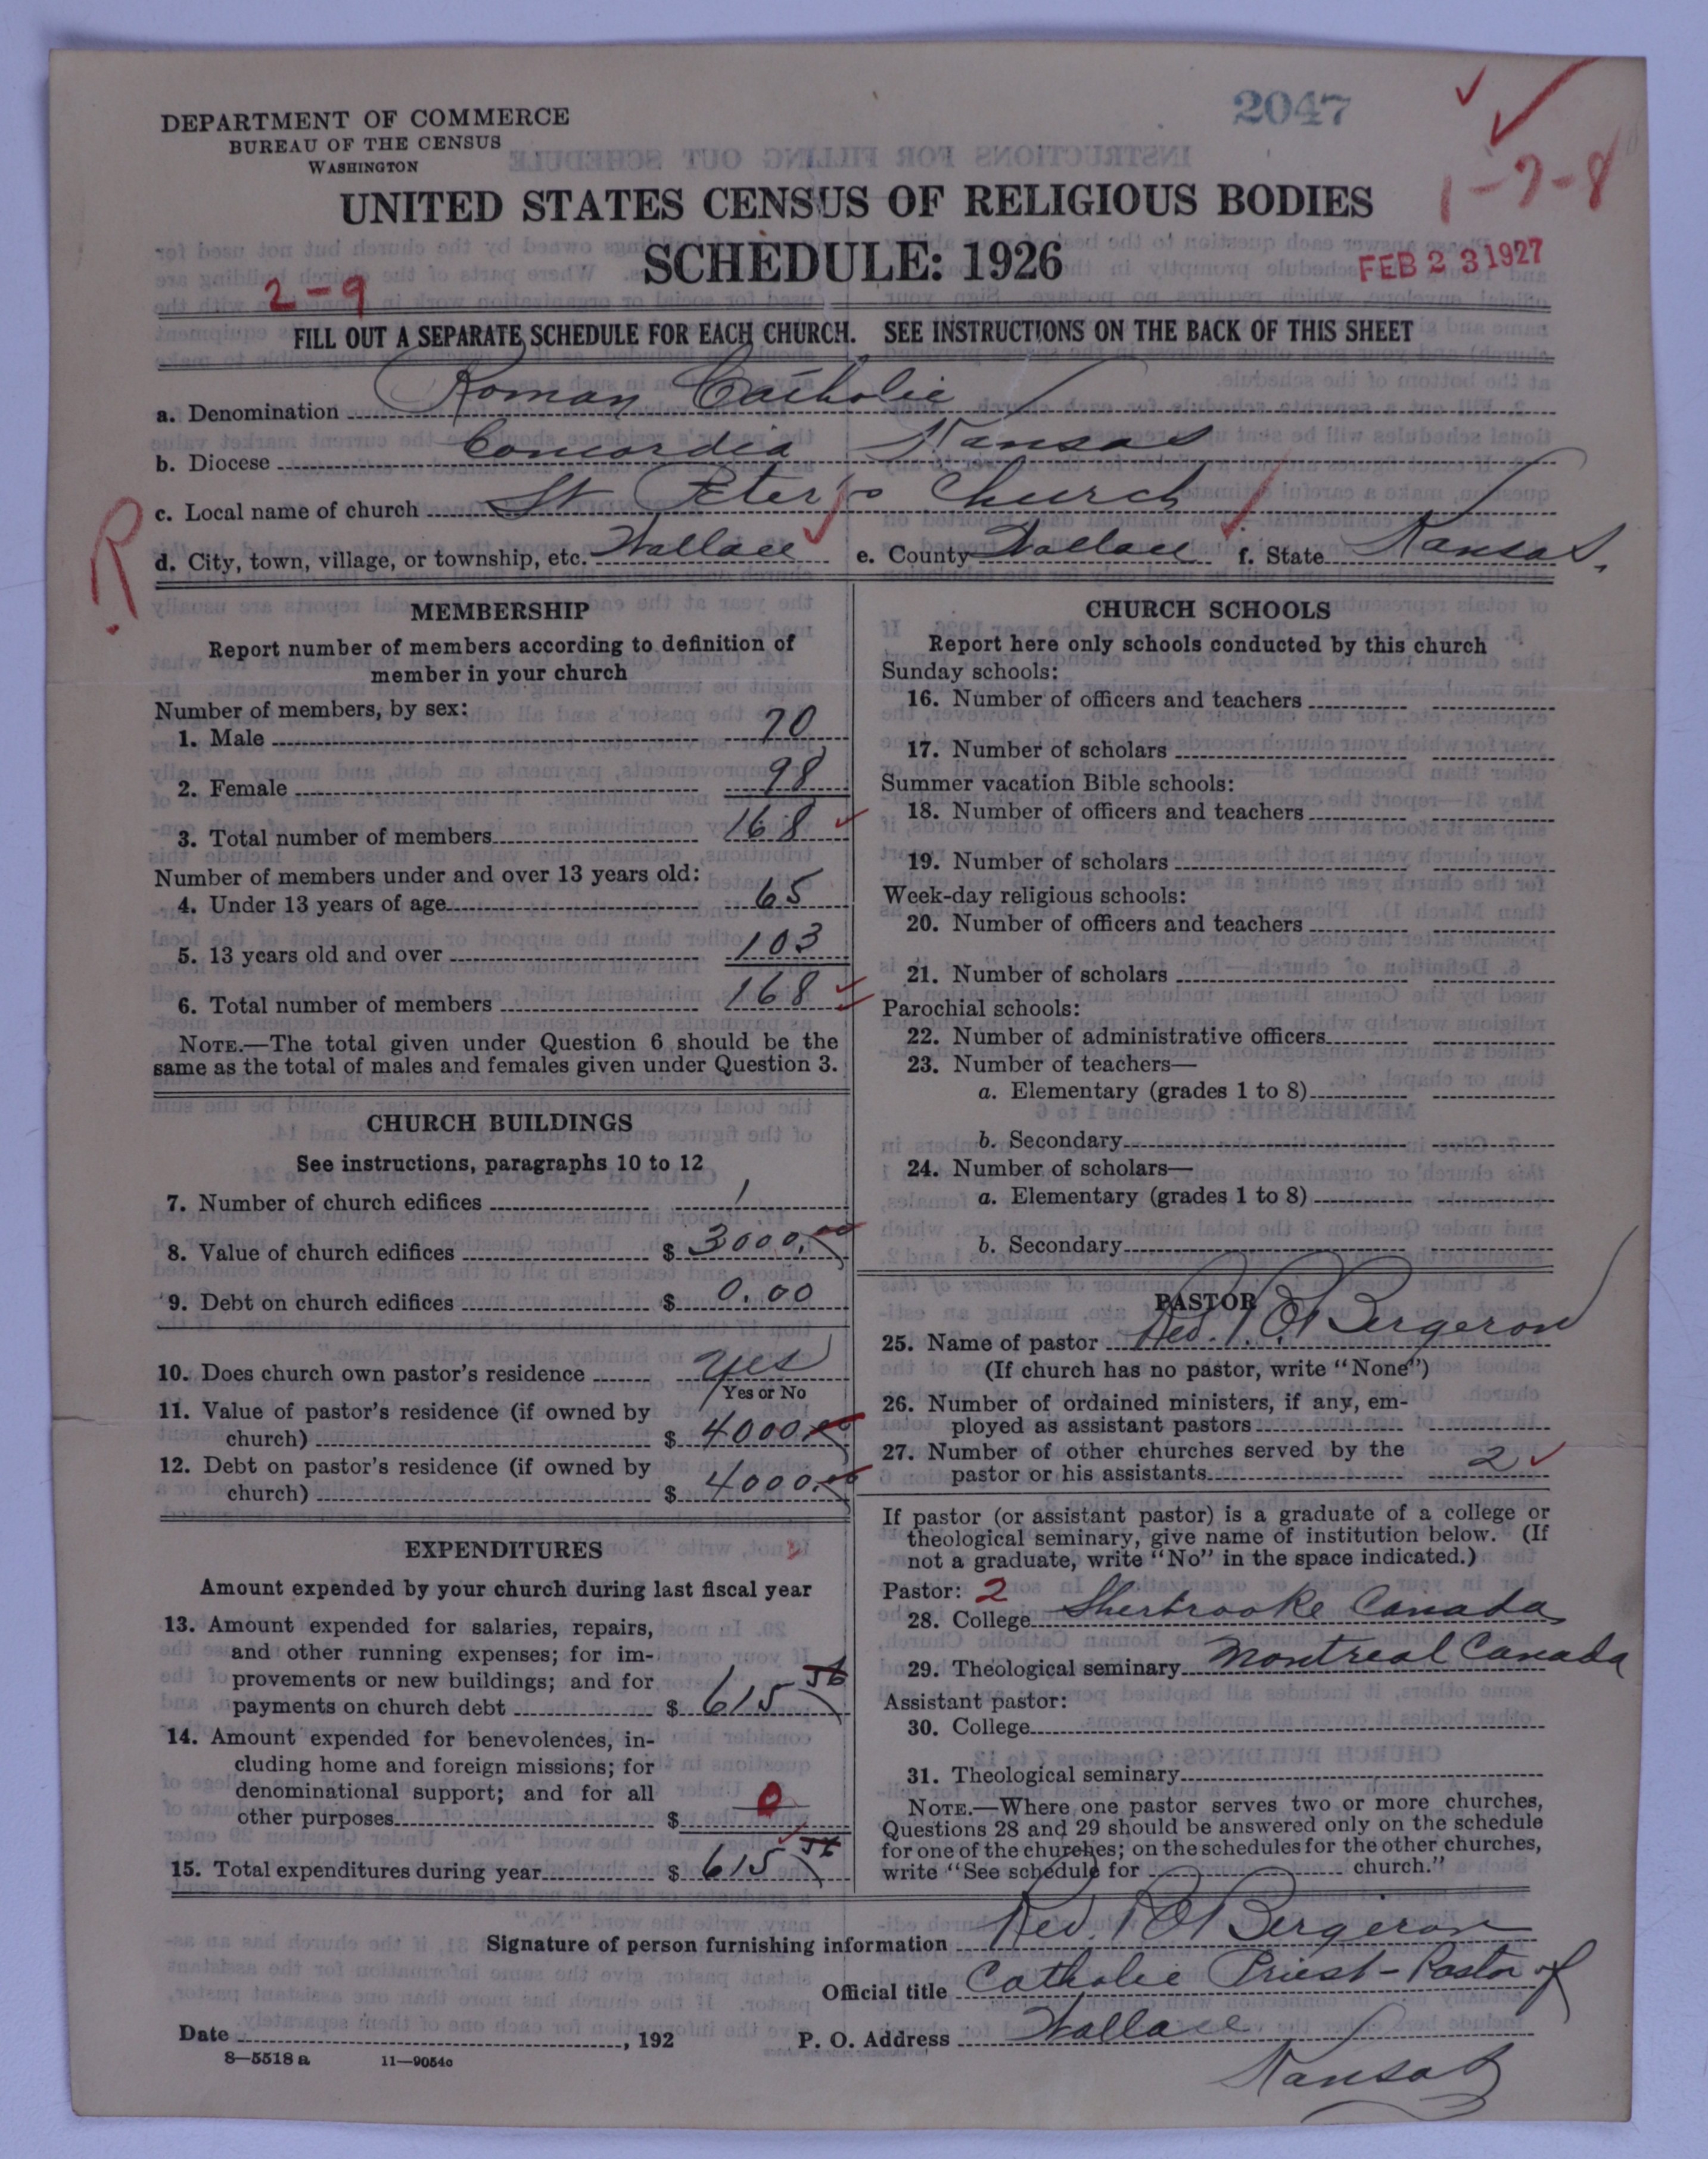 2047
DEPARTMENT OF COMMERCE
BUREAU OF THE CENSUS
WASHINGTON
1-7-8
UNITED STATES CENSUS OF RELIGIOUS BODIES
SCHEDULE: 1926
FEB 23 1927
2-9
FILL OUT A SEPARATE SCHEDULE FOR EACH CHURCH. SEE INSTRUCTIONS ON THE BACK OF THIS SHEET
a. Denomination Roman Catholic
b. Diocese Concordia Kansas
c. Local name of church St Peter's Church
R
d. City, town, village, or township, etc. Wallace e. County Wallace f. State Kansas.
MEMBERSHIP
Report number of members according to definition of
member in your church
Number of members, by sex:
1. Male 70
2. Female 98
3. Total number of members 168
Number of members under and over 13 years old:
4. Under 13 years of age 65
5. 13 years old and over 103
6. Total number of members 168
NOTE.—The total given under Question 6 should be the
same as the total of males and females given under Question 3.
CHURCH BUILDINGS
See instructions, paragraphs 10 to 12
7. Number of church edifices 1
8. Value of church edifices $ 3000.00
9. Debt on church edifices $ 0.00
10. Does church own pastor's residence yes
Yes or No
11. Value of pastor's residence (if owned by
church) $ 4000.00
12. Debt on pastor's residence (if owned by
church) $ 4000.00
EXPENDITURES
Amount expended by your church during last fiscal year
13. Amount expended for salaries, repairs,
and other running expenses; for im-
provements or new buildings; and for
payments on church debt $ 615
14. Amount expended for benevolences, in-
cluding home and foreign missions; for
denominational support; and for all
other purposes $ 0
15. Total expenditures during year $ 615
CHURCH SCHOOLS
Report here only schools conducted by this church
Sunday schools:
16. Number of officers and teachers
17. Number of scholars
Summer vacation Bible schools:
18. Number of officers and teachers
19. Number of scholars
Week-day religious schools:
20. Number of officers and teachers
21. Number of scholars
Parochial schools:
22. Number of administrative officers
23. Number of teachers—
a. Elementary (grades 1 to 8)
b. Secondary
24. Number of scholars—
a. Elementary (grades 1 to 8)
b. Secondary
PASTOR
25. Name of pastor Rev. Bergeron
(If church has no pastor, write "None")
26. Number of ordained ministers, if any, em-
ployed as assistant pastors
27. Number of other churches served by the
pastor or his assistants 2
If pastor (or assistant pastor) is a graduate of a college or
theological seminary, give name of institution below. (If
not a graduate, write "No" in the space indicated.)
Pastor: 2
28. College Sherbrooke Canada
29. Theological seminary Montreal Canada
Assistant pastor:
30. College
31. Theological seminary
NOTE.—Where one pastor serves two or more churches,
Questions 28 and 29 should be answered only on the schedule
for one of the churches; on the schedules for the other churches,
write "See schedule for church."
Signature of person furnishing information Rev. Bergeron
Official title Catholic Priest-Pastor of
Date , 192 P. O. Address Wallace
Kansas
8—5518 a 11—9054c